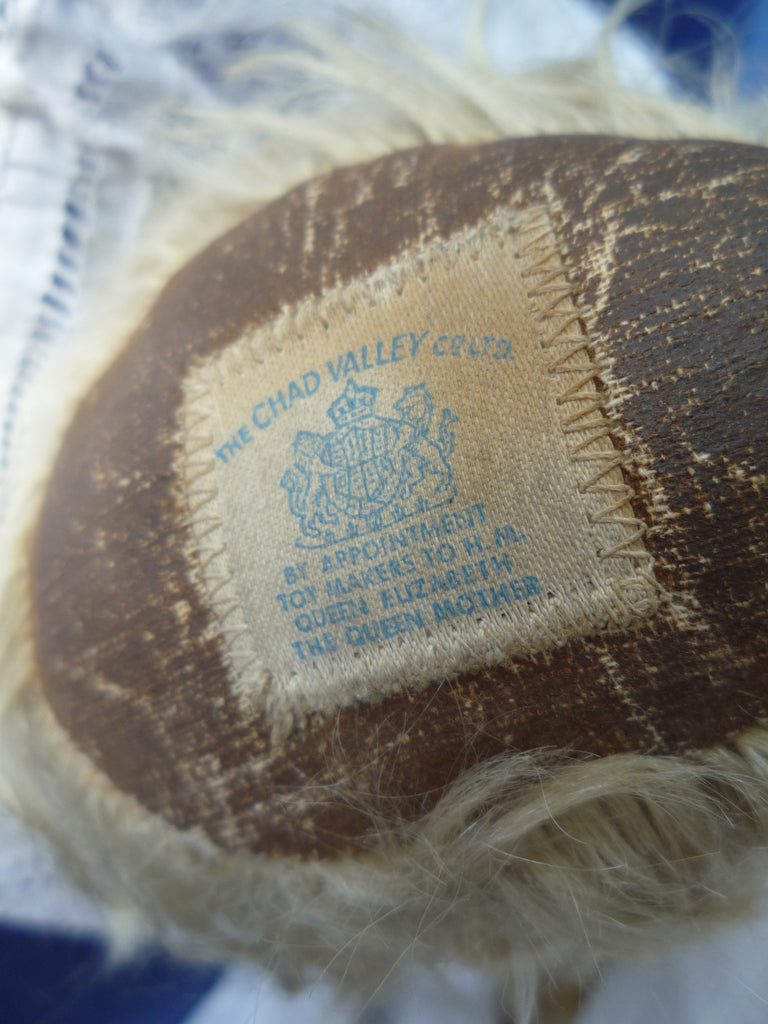 THE CHAD VALLEY CO LTD.
BY APPOINTMENT
TOY MAKERS TO H. M.
QUEEN ELIZABETH
THE QUEEN MOTHER